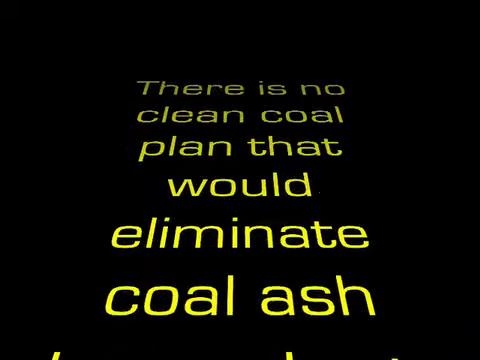 There is no
clean coal
plan that
would
eliminate
coal ash